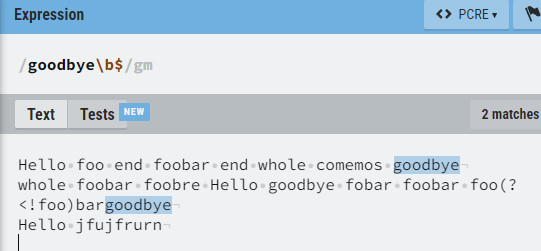 Expression
<> PCRE ▾
/goodbye\b$/gm
Text Tests NEW 2 matches
Hello foo end foobar end whole comemos goodbye
whole foobar foobre Hello goodbye fobar foobar foo(?
<!foo)bargoodbye
Hello jfujfrurn